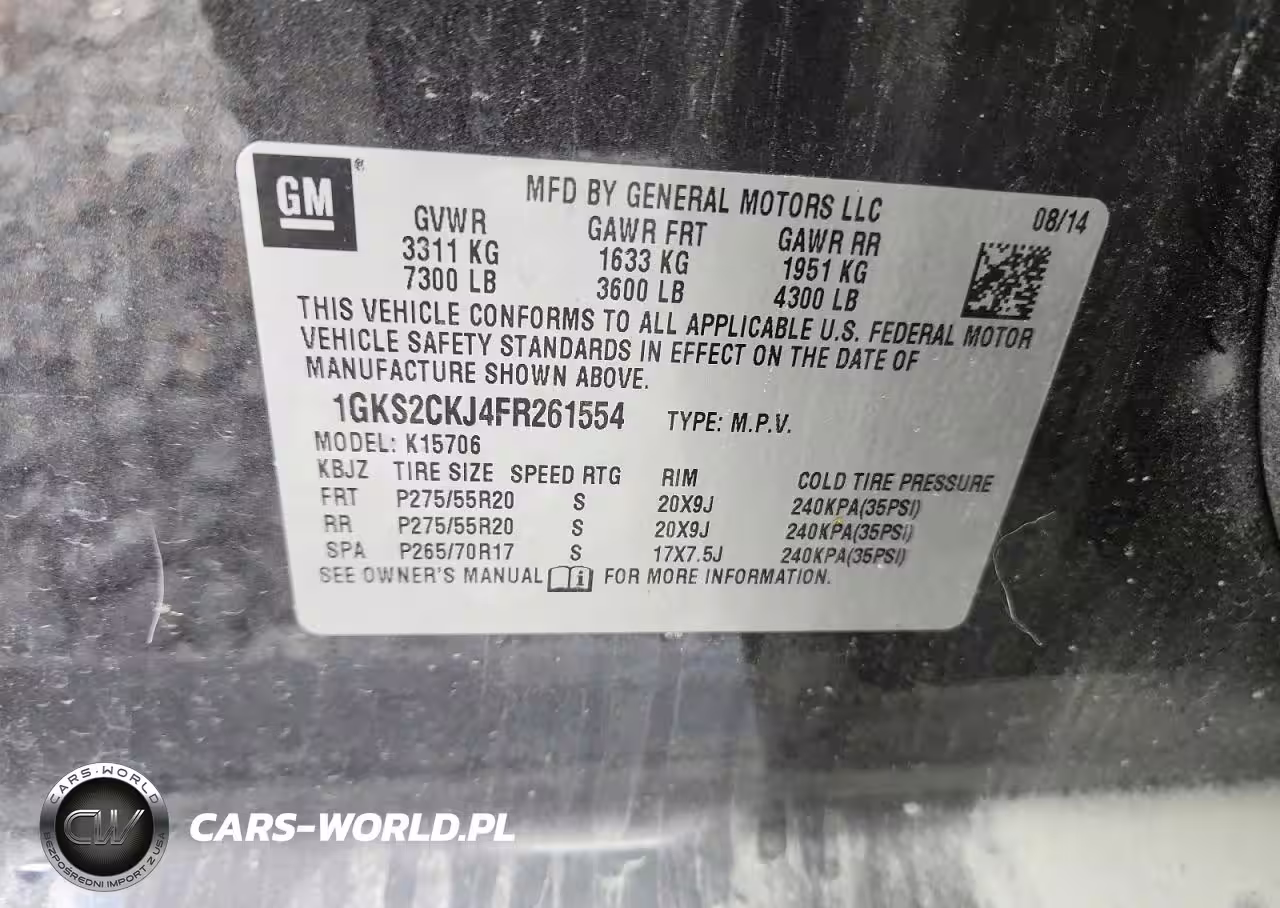 GM®
MFD BY GENERAL MOTORS LLC
08/14
GVWR GAWR FRT GAWR RR
3311 KG 1633 KG 1951 KG
7300 LB 3600 LB 4300 LB
THIS VEHICLE CONFORMS TO ALL APPLICABLE U.S. FEDERAL MOTOR
VEHICLE SAFETY STANDARDS IN EFFECT ON THE DATE OF
MANUFACTURE SHOWN ABOVE.
1GKS2CKJ4FR261554 TYPE: M.P.V.
MODEL: K15706
KBJZ TIRE SIZE SPEED RTG RIM COLD TIRE PRESSURE
FRT P275/55R20 S 20X9J 240KPA(35PSI)
RR P275/55R20 S 20X9J 240KPA(35PSI)
SPA P265/70R17 S 17X7.5J 240KPA(35PSI)
SEE OWNER'S MANUAL FOR MORE INFORMATION.
CARS-WORLD
CW
BEZPOŚREDNI IMPORT Z USA
CARS-WORLD.PL